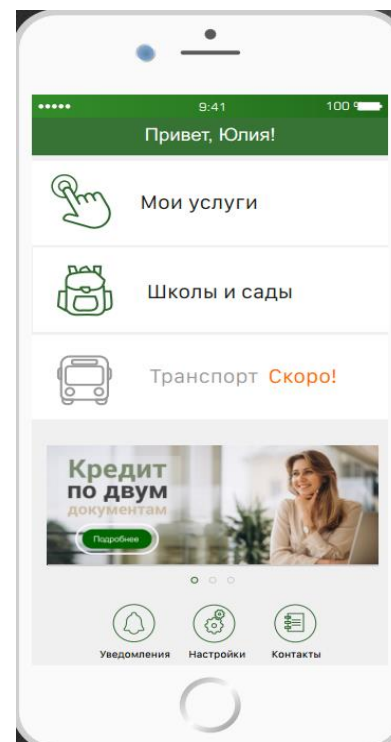 9:41
100 %
Привет, Юлия!
Мои услуги
Школы и сады
Транспорт Скоро!
Кредит
по двум
документам
Подробнее
Уведомления Настройки Контакты